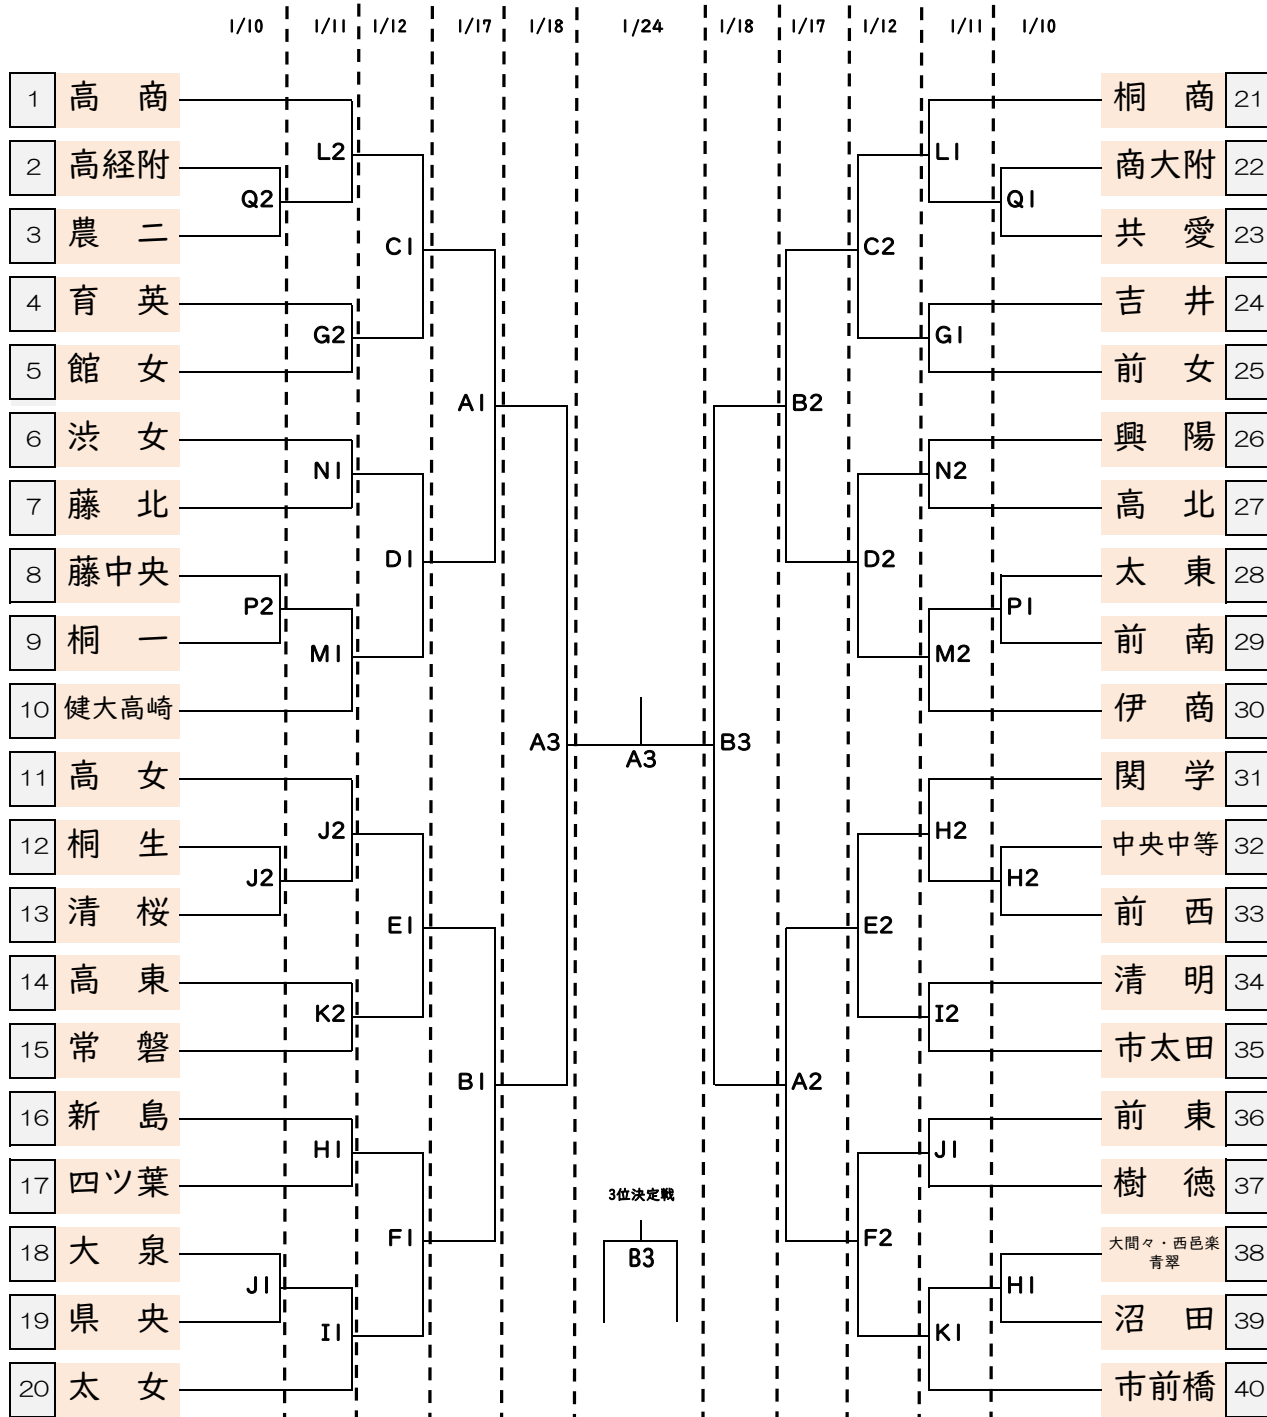 1/10 1/11 1/12 1/17 1/18 1/24 1/18 1/17 1/12 1/11 1/10
1 高 商 桐 商 21
L2 L1
2 高経附 商大附 22
Q2 Q1
3 農 二 共 愛 23
C1 C2
4 育 英 吉 井 24
G2 G1
5 館 女 前 女 25
A1 B2
6 渋 女 興 陽 26
N1 N2
7 藤 北 高 北 27
D1 D2
8 藤中央 太 東 28
P2 P1
9 桐 一 前 南 29
M1 M2
10 健大高崎 伊 商 30
A3 A3 B3
11 高 女 関 学 31
J2 H2
12 桐 生 中央中等 32
J2 H2
13 清 桜 前 西 33
E1 E2
14 高 東 清 明 34
K2 I2
15 常 磐 市太田 35
B1 A2
16 新 島 前 東 36
H1 J1
17 四ツ葉 樹 徳 37
3位決定戦
F1 B3 F2
18 大 泉 大間々・西邑楽 38
青翠
J1 H1
19 県 央 沼 田 39
I1 K1
20 太 女 市前橋 40